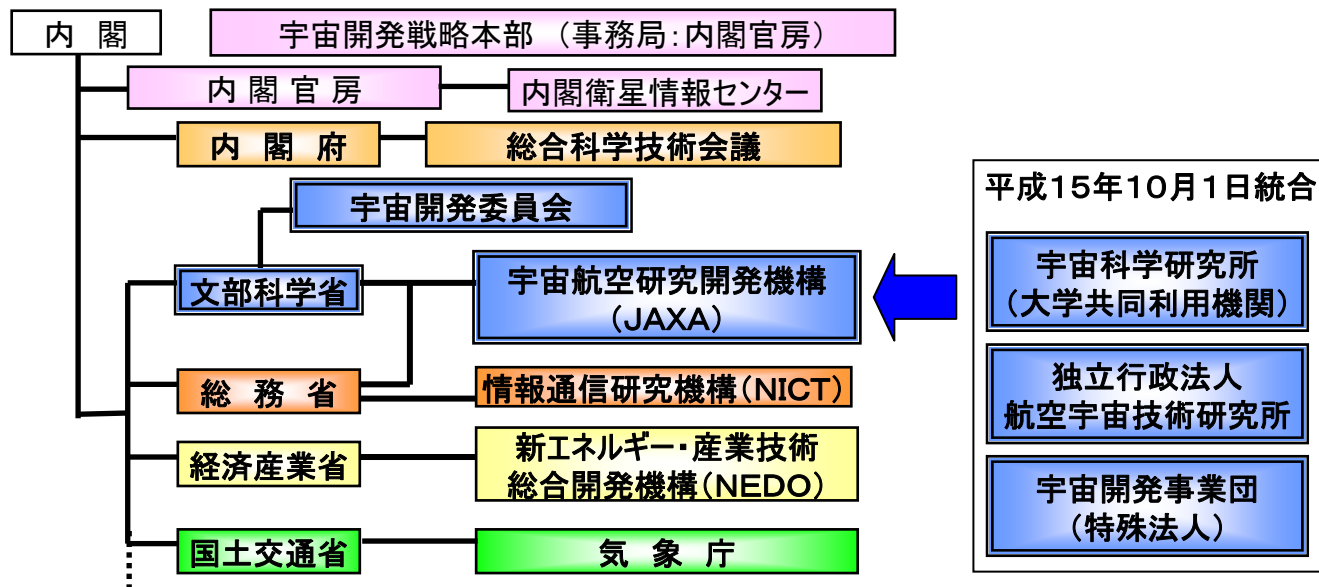 内 閣
宇宙開発戦略本部 （事務局：内閣官房）
内 閣 官 房
内閣衛星情報センター
内 閣 府
総合科学技術会議
宇宙開発委員会
文部科学省
宇宙航空研究開発機構
（JAXA）
総 務 省
情報通信研究機構（NICT）
経済産業省
新エネルギー・産業技術
総合開発機構（NEDO）
国土交通省
気 象 庁
平成15年10月1日統合
宇宙科学研究所
（大学共同利用機関）
独立行政法人
航空宇宙技術研究所
宇宙開発事業団
（特殊法人）